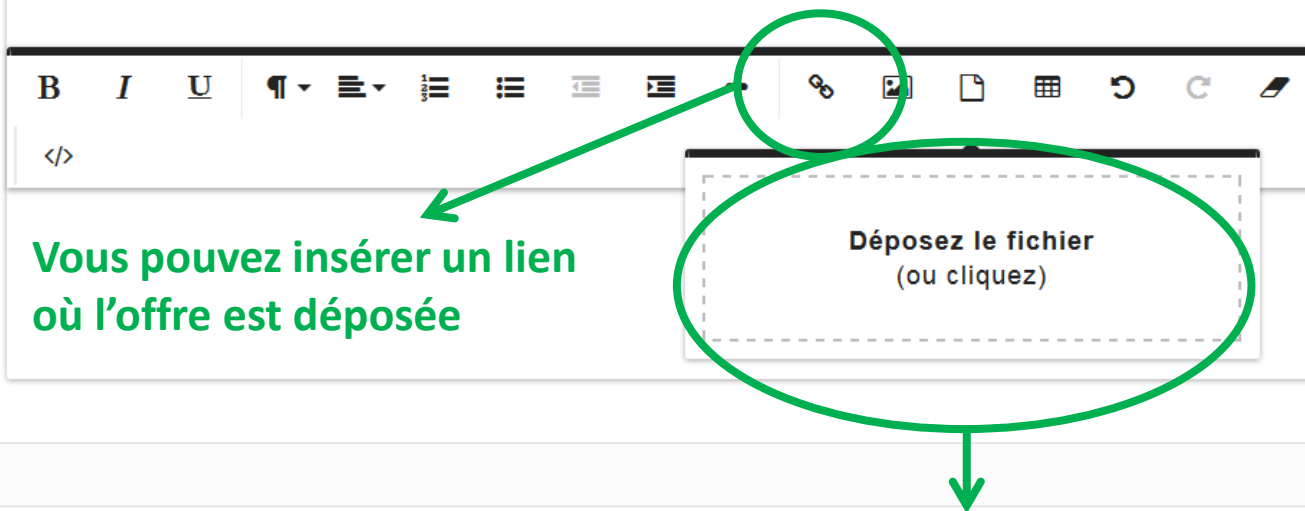 B I U
</>
Déposez le fichier
(ou cliquez)
Vous pouvez insérer un lien
où l’offre est déposée